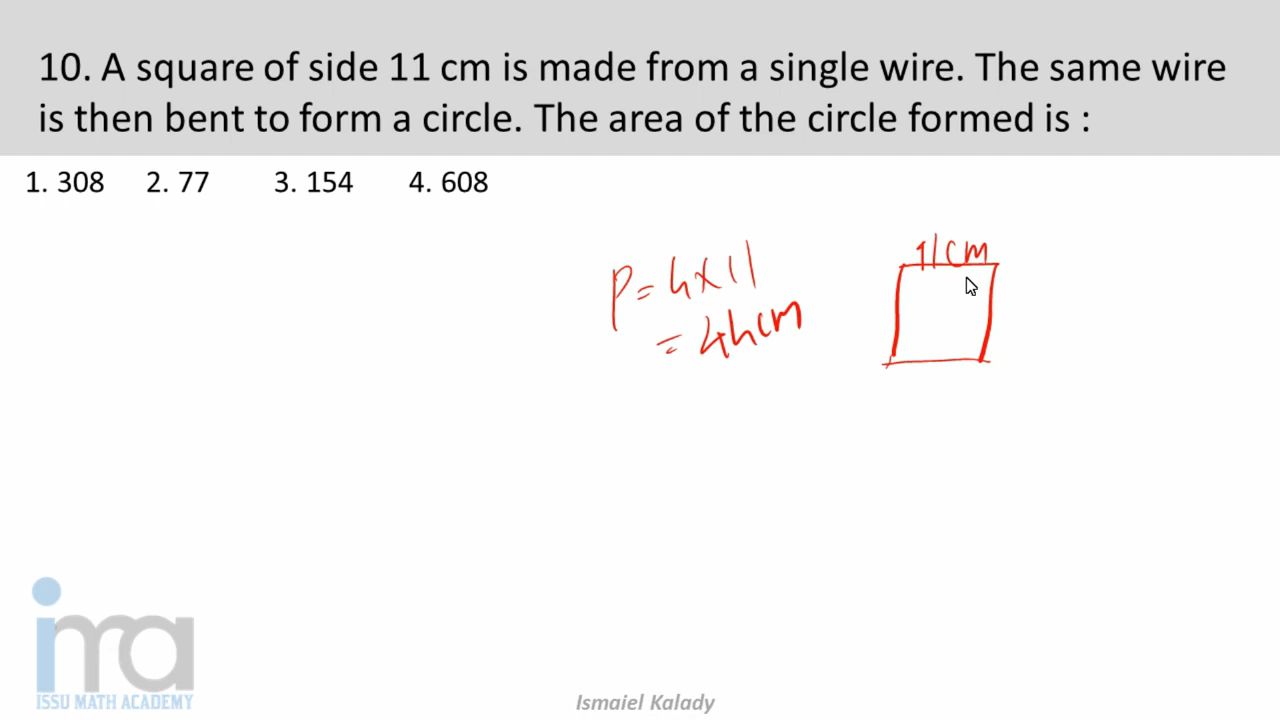 10. A square of side 11 cm is made from a single wire. The same wire
is then bent to form a circle. The area of the circle formed is :
1. 308 2. 77 3. 154 4. 608
11cm
P = 4 x 11
= 44cm
ima
ISSU MATH ACADEMY
Ismaiel Kalady